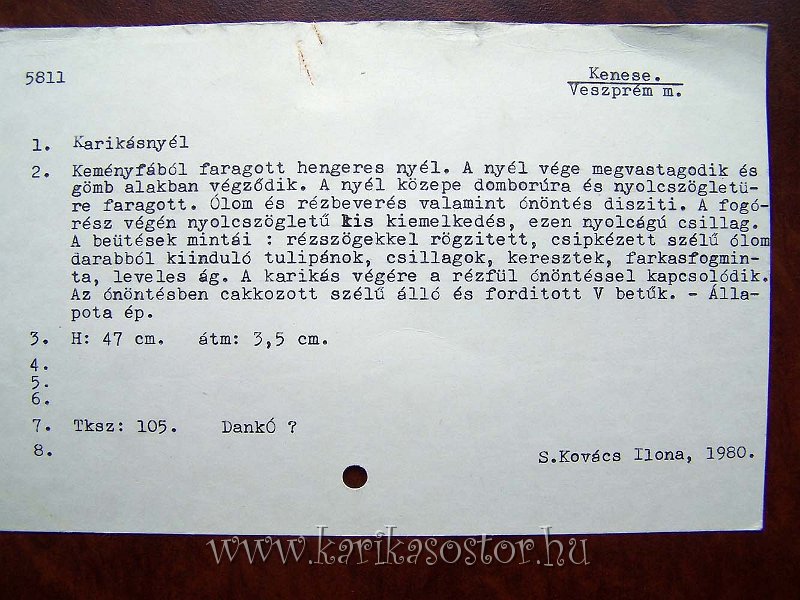 5811
Kenese.
Veszprém m.
1. Karikásnyél
2. Keményfából faragott hengeres nyél. A nyél vége megvastagodik és
gömb alakban végződik. A nyél közepe domborúra és nyolcszögletü-
re faragott. Ólom és rézbeverés valamint ónöntés disziti. A fogó-
rész végén nyolcszögletű kis kiemelkedés, ezen nyolcágú csillag.
A beütések mintái : rézszögekkel rögzitett, csipkézett szélű ólom
darabból kiinduló tulipánok, csillagok, keresztek, farkasfogmin-
ta, leveles ág. A karikás végére a rézfül ónöntéssel kapcsolódik.
Az ónöntésben cakkozott szélű álló és forditott V betűk. - Álla-
pota ép.
3. H: 47 cm. átm: 3,5 cm.
4.
5.
6.
7. Tksz: 105. Dankó ?
8.
S.Kovács Ilona, 1980.
www.karikasostor.hu